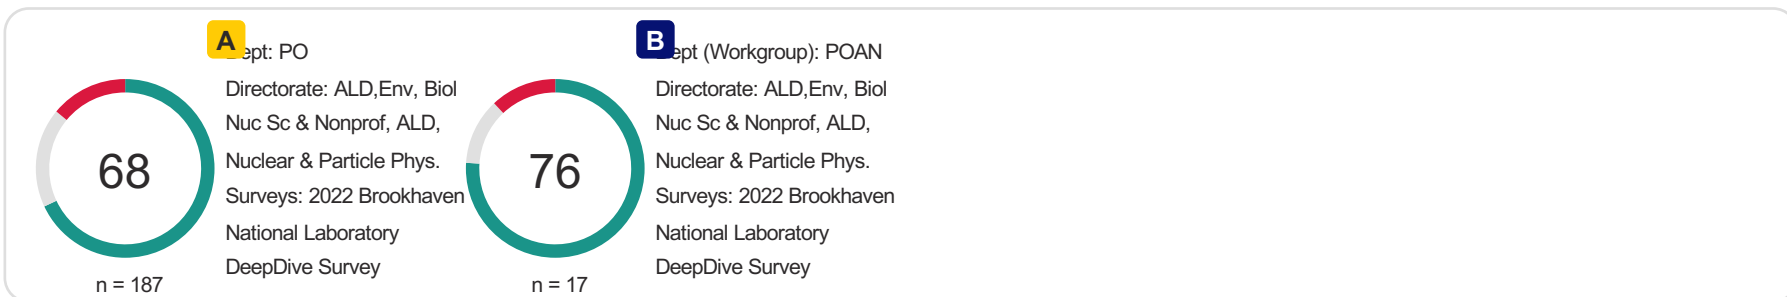 A
ept: PO
Directorate: ALD,Env, Biol
Nuc Sc & Nonprof, ALD,
68
Nuclear & Particle Phys.
Surveys: 2022 Brookhaven
National Laboratory
DeepDive Survey
n = 187
B
ept (Workgroup): POAN
Directorate: ALD,Env, Biol
Nuc Sc & Nonprof, ALD,
76
Nuclear & Particle Phys.
Surveys: 2022 Brookhaven
National Laboratory
DeepDive Survey
n = 17